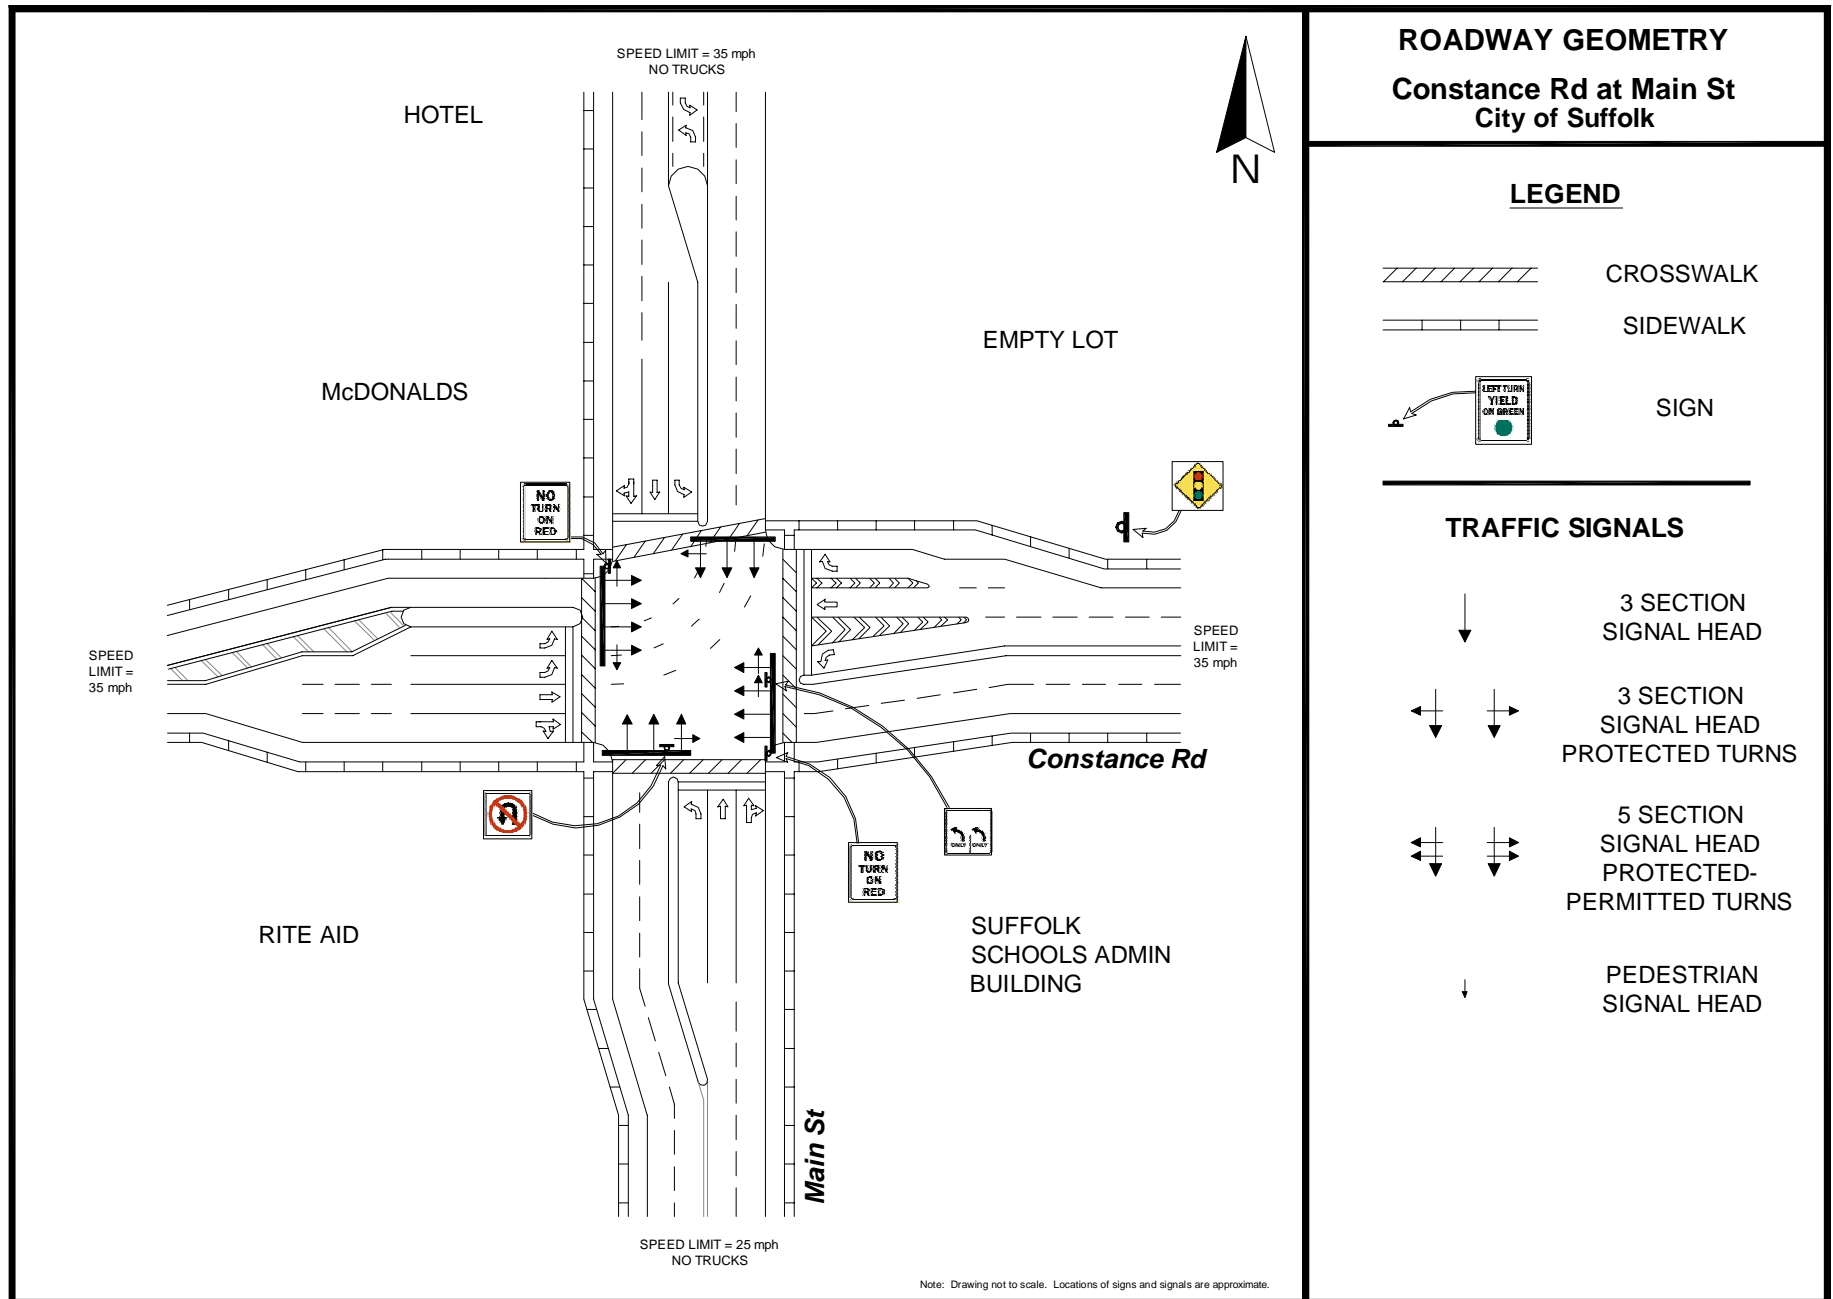 SPEED LIMIT = 35 mph
NO TRUCKS
HOTEL
N
EMPTY LOT
McDONALDS
NO
TURN
ON
RED
SPEED
LIMIT =
35 mph
SPEED
LIMIT =
35 mph
Constance Rd
ONLY ONLY
NO
TURN
ON
RED
RITE AID
SUFFOLK
SCHOOLS ADMIN
BUILDING
Main St
SPEED LIMIT = 25 mph
NO TRUCKS
Note: Drawing not to scale. Locations of signs and signals are approximate.
ROADWAY GEOMETRY
Constance Rd at Main St
City of Suffolk
LEGEND
CROSSWALK
SIDEWALK
LEFT TURN
YIELD
ON GREEN
SIGN
TRAFFIC SIGNALS
3 SECTION
SIGNAL HEAD
3 SECTION
SIGNAL HEAD
PROTECTED TURNS
5 SECTION
SIGNAL HEAD
PROTECTED-
PERMITTED TURNS
PEDESTRIAN
SIGNAL HEAD